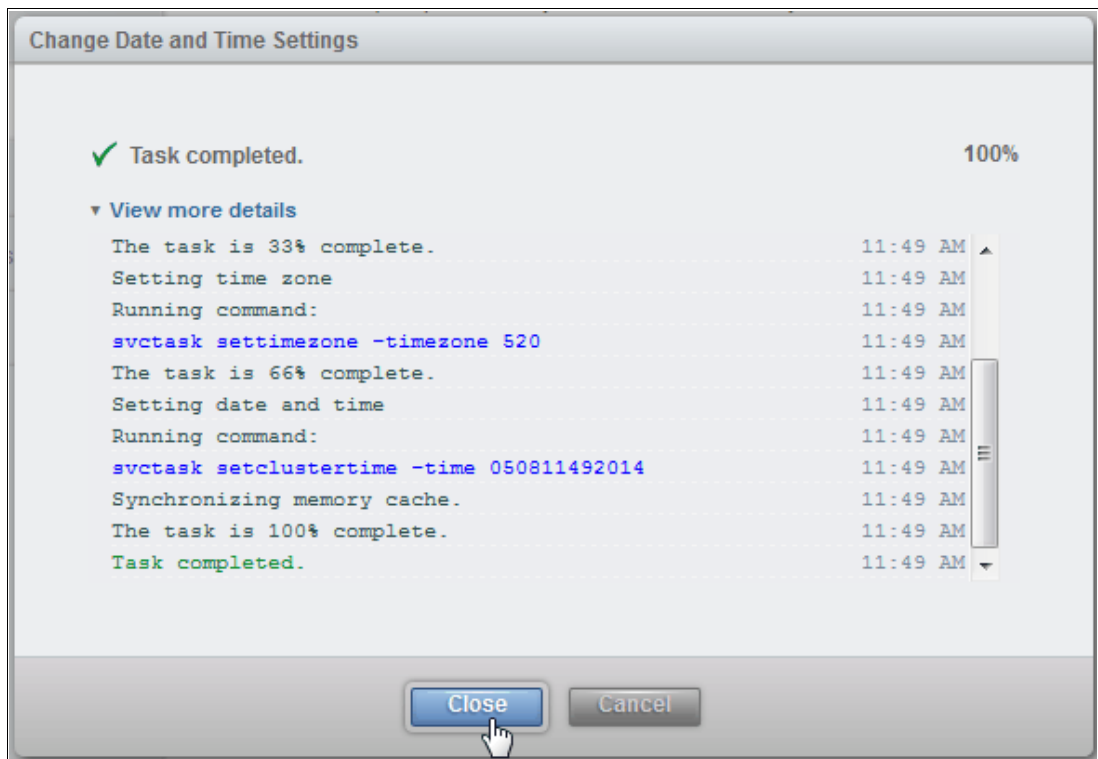 Change Date and Time Settings
Task completed. 100%
View more details
The task is 33% complete. 11:49 AM
Setting time zone 11:49 AM
Running command: 11:49 AM
svctask settimezone -timezone 520 11:49 AM
The task is 66% complete. 11:49 AM
Setting date and time 11:49 AM
Running command: 11:49 AM
svctask setclustertime -time 050811492014 11:49 AM
Synchronizing memory cache. 11:49 AM
The task is 100% complete. 11:49 AM
Task completed. 11:49 AM
Close Cancel